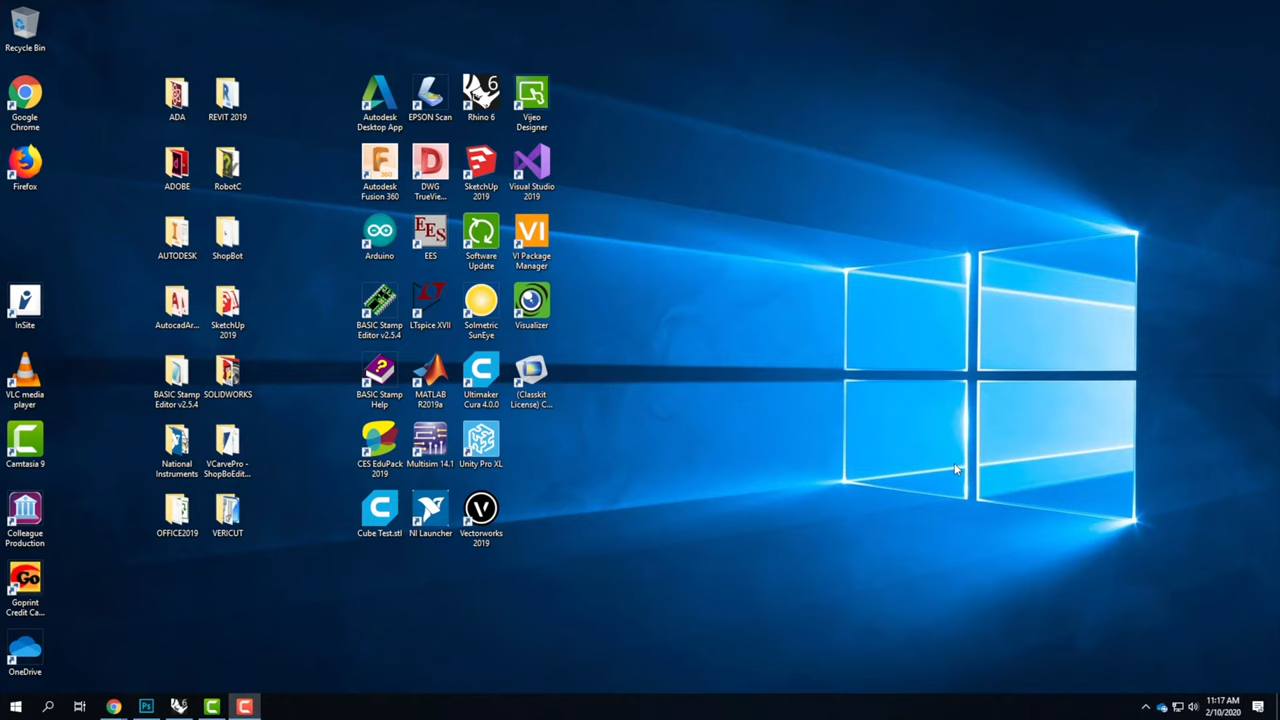 Recycle Bin
Google
Chrome
Firefox
InSite
VLC media
player
Camtasia 9
Colleague
Production
Goprint
Credit Ca...
OneDrive
ADA
ADOBE
AUTODESK
AutocadAr...
BASIC Stamp
Editor v2.5.4
National
Instruments
OFFICE2019
REVIT 2019
RobotC
ShopBot
SketchUp
2019
SOLIDWORKS
VCarvePro -
ShopBoEdit...
VERICUT
Autodesk
Desktop App
Autodesk
Fusion 360
Arduino
BASIC Stamp
Editor v2.5.4
BASIC Stamp
Help
CES EduPack
2019
Cube Test.stl
EPSON Scan
DWG
TrueVie...
EES
LTspice XVII
MATLAB
R2019a
Multisim 14.1
NI Launcher
Rhino 6
SketchUp
2019
Software
Update
Solmetric
SunEye
Ultimaker
Cura 4.0.0
Unity Pro XL
Vectorworks
2019
Vijeo
Designer
Visual Studio
2019
VI Package
Manager
Visualizer
(Classkit
License) C...
11:17 AM
2/10/2020